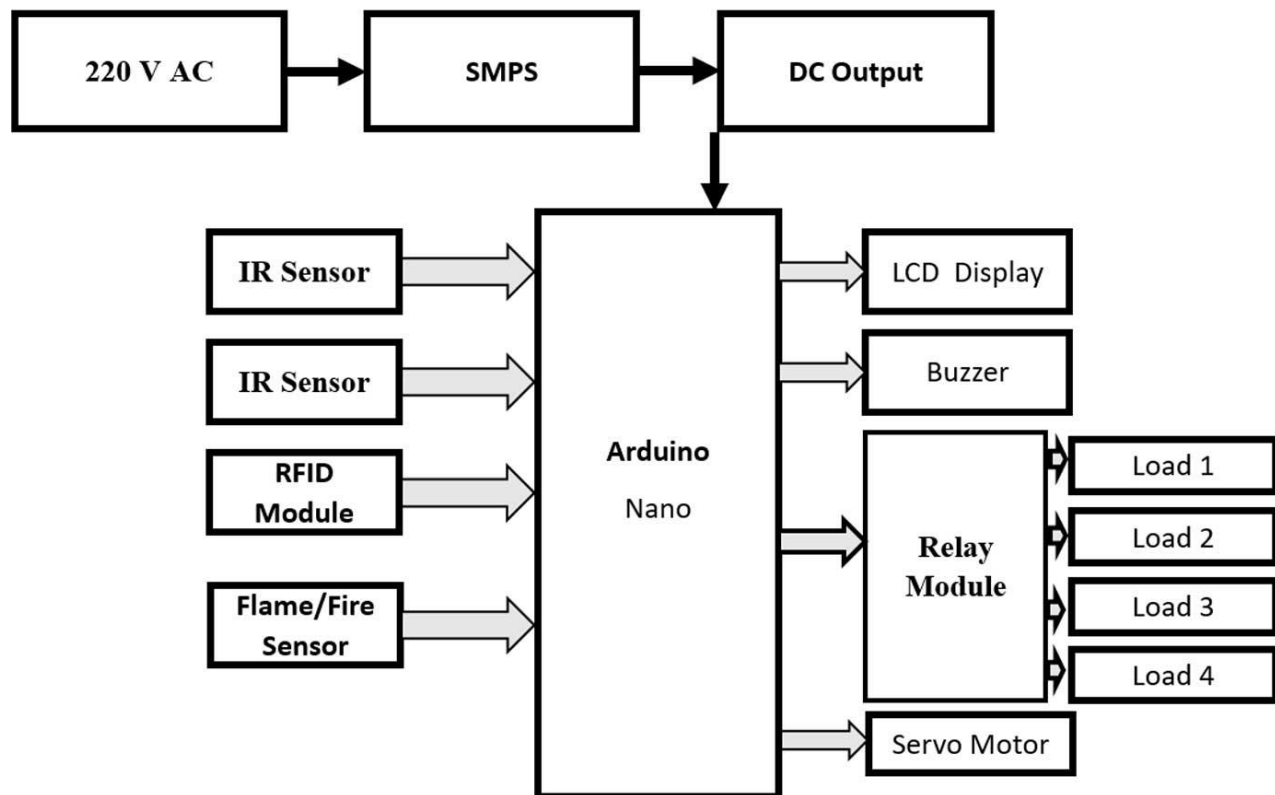 220 V AC
SMPS
DC Output
IR Sensor
IR Sensor
RFID
Module
Flame/Fire
Sensor
Arduino
Nano
LCD Display
Buzzer
Relay
Module
Load 1
Load 2
Load 3
Load 4
Servo Motor